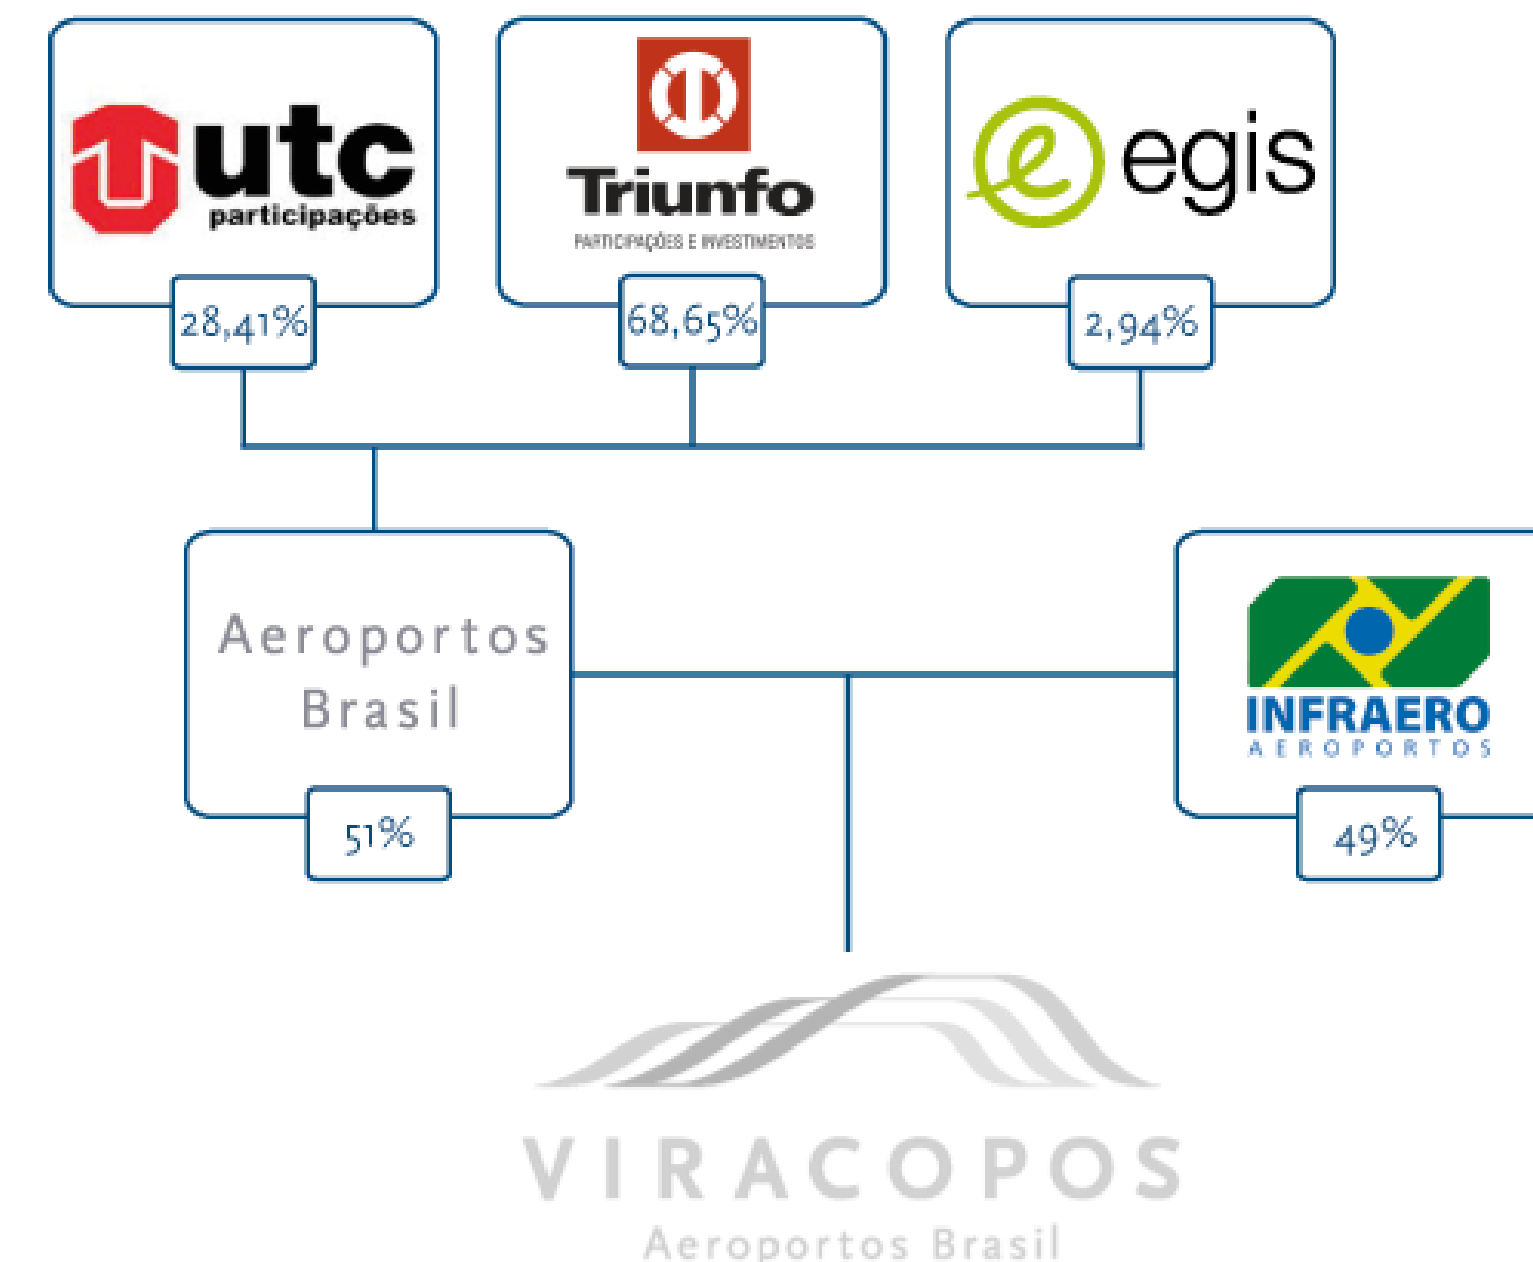 utc
participações
Triunfo
PARTICIPAÇÕES E INVESTIMENTOS
egis
28,41%
68,65%
2,94%
Aeroportos
Brasil
INFRAERO
AEROPORTOS
51%
49%
VIRACOPOS
Aeroportos Brasil